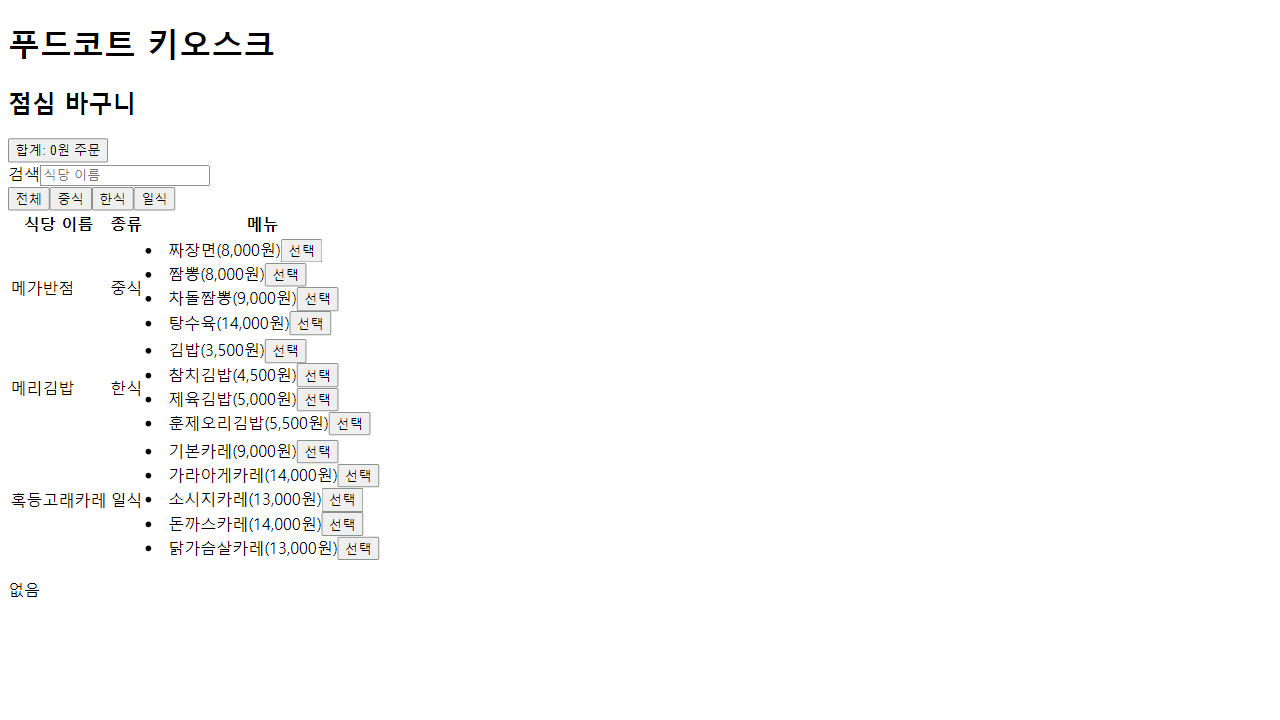 푸드코트 키오스크
점심 바구니
합계: 0원 주문
검색 식당 이름
전체 중식 한식 일식
식당 이름 종류 메뉴
메가반점 중식
짜장면(8,000원) 선택
짬뽕(8,000원) 선택
차돌짬뽕(9,000원) 선택
탕수육(14,000원) 선택
메리김밥 한식
김밥(3,500원) 선택
참치김밥(4,500원) 선택
제육김밥(5,000원) 선택
훈제오리김밥(5,500원) 선택
혹등고래카레 일식
기본카레(9,000원) 선택
가라아게카레(14,000원) 선택
소시지카레(13,000원) 선택
돈까스카레(14,000원) 선택
닭가슴살카레(13,000원) 선택
없음